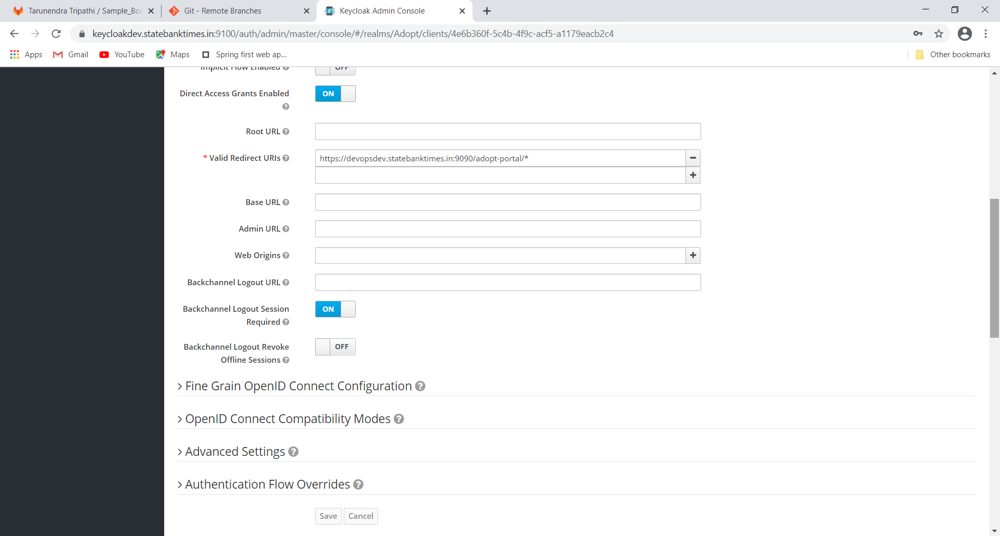 Tarunendra Tripathi / Sample_Boo
Git - Remote Branches
Keycloak Admin Console
keycloakdev.statebanktimes.in:9100/auth/admin/master/console/#/realms/Adopt/clients/4e6b360f-5c4b-4f9c-acf5-a1179eacb2c4
Apps
Gmail
YouTube
Maps
Spring first web ap...
Other bookmarks
Implicit Flow Enabled
OFF
Direct Access Grants Enabled
ON
Root URL
* Valid Redirect URIs
https://devopsdev.statebanktimes.in:9090/adopt-portal/*
Base URL
Admin URL
Web Origins
Backchannel Logout URL
Backchannel Logout Session
Required
ON
Backchannel Logout Revoke
Offline Sessions
OFF
Fine Grain OpenID Connect Configuration
OpenID Connect Compatibility Modes
Advanced Settings
Authentication Flow Overrides
Save
Cancel